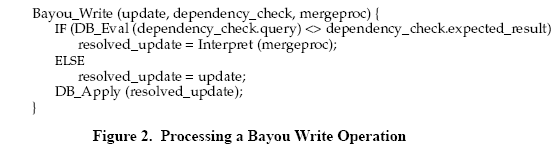 Bayou_Write (update, dependency_check, mergeproc) {
IF (DB_Eval (dependency_check.query) <> dependency_check.expected_result)
resolved_update = Interpret (mergeproc);
ELSE
resolved_update = update;
DB_Apply (resolved_update);
}
Figure 2. Processing a Bayou Write Operation